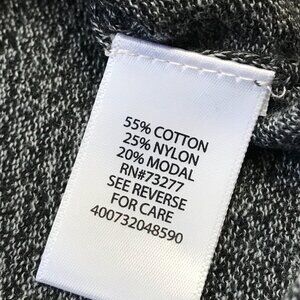 55% COTTON
25% NYLON
20% MODAL
RN#73277
SEE REVERSE
FOR CARE
400732048590